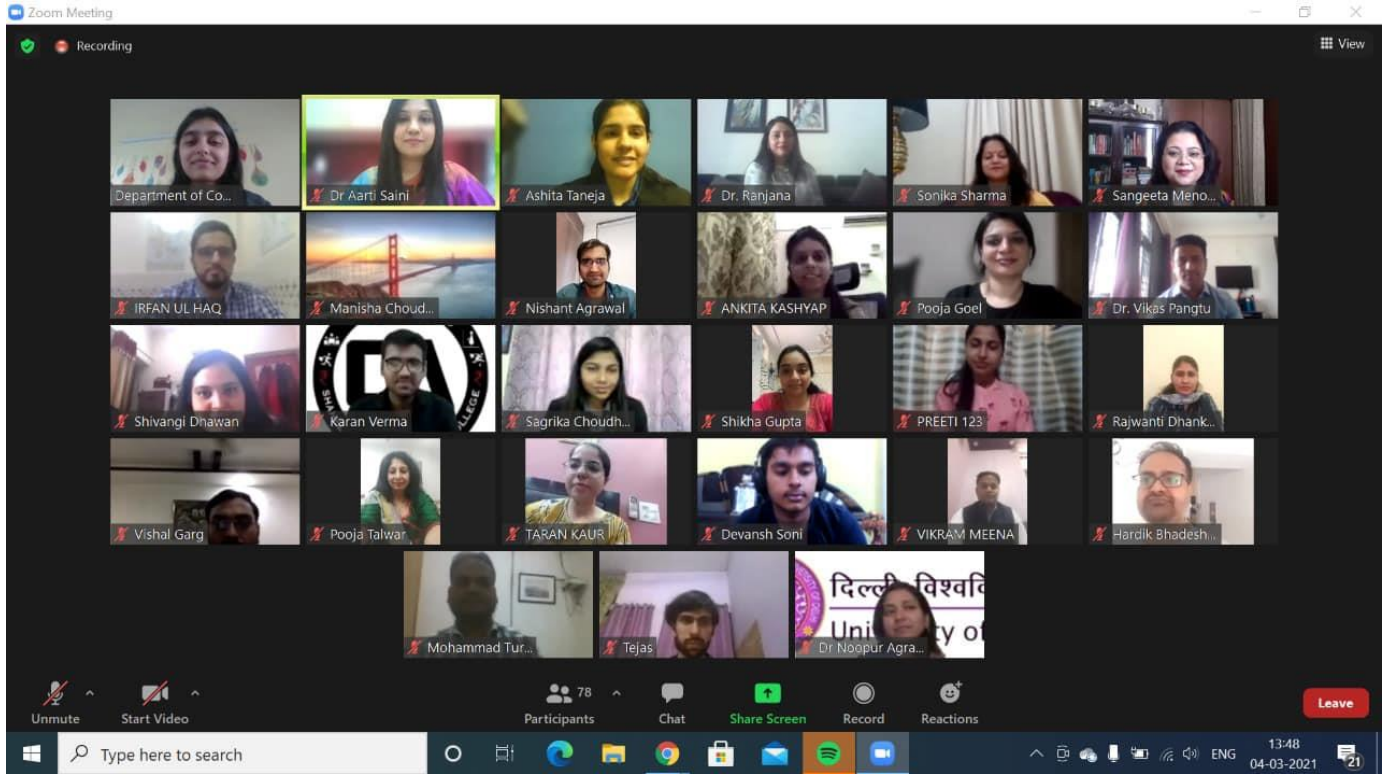 Zoom Meeting
Recording
View
Department of Co...
Dr Aarti Saini
Ashita Taneja
Dr. Ranjana
Sonika Sharma
Sangeeta Meno...
IRFAN UL HAQ
Manisha Choud...
Nishant Agrawal
ANKITA KASHYAP
Pooja Goel
Dr. Vikas Pangtu
Shivangi Dhawan
SHA
LLEGE
Karan Verma
Sagrika Choudh...
Shikha Gupta
PREETI 123
Rajwanti Dhank...
Vishal Garg
Pooja Talwar
TARAN KAUR
Devansh Soni
VIKRAM MEENA
Hardik Bhadesh...
Mohammad Tur...
Tejas
दिल्ली
Dr Noopur Agra...
Unmute
Start Video
78
Participants
Chat
Share Screen
Record
Reactions
Leave
Type here to search
ENG
13:48
04-03-2021
21